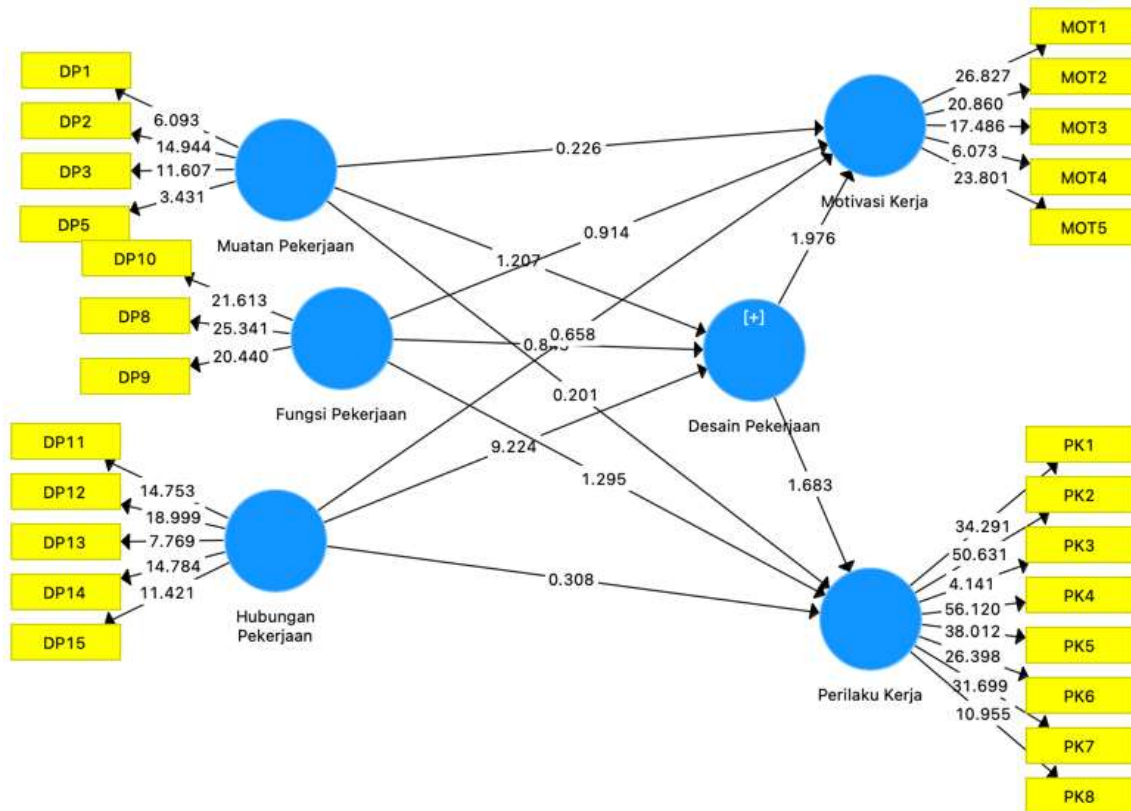 DP1
DP2
DP3
DP5
6.093
14.944
11.607
3.431
Muatan Pekerjaan
DP10
DP8
DP9
21.613
25.341
20.440
Fungsi Pekerjaan
DP11
DP12
DP13
DP14
DP15
14.753
18.999
7.769
14.784
11.421
Hubungan
Pekerjaan
0.226
0.914
1.207
0.658
0.201
9.224
1.295
0.308
[+]
Desain Pekerjaan
1.976
1.683
Motivasi Kerja
26.827
20.860
17.486
6.073
23.801
MOT1
MOT2
MOT3
MOT4
MOT5
Perilaku Kerja
34.291
50.631
4.141
56.120
38.012
26.398
31.699
10.955
PK1
PK2
PK3
PK4
PK5
PK6
PK7
PK8